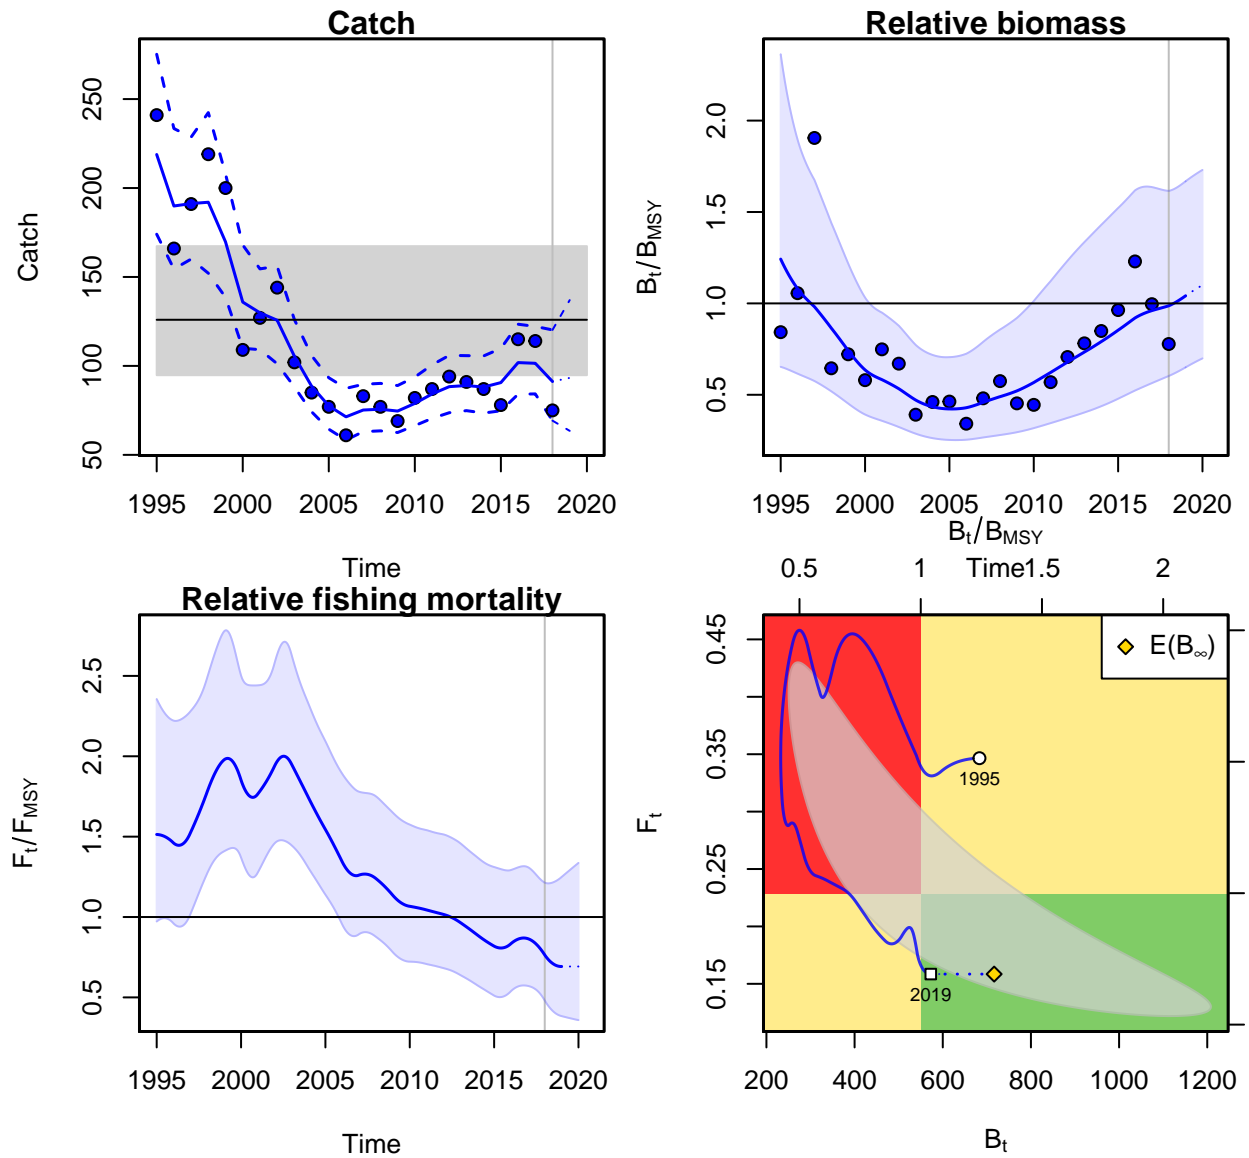 Catch
Relative biomass
Catch
50 100 150 200 250
1995 2000 2005 2010 2015 2020
Time
Bt/BMSY
0.5 1.0 1.5 2.0
1995 2000 2005 2010 2015 2020
Time
Relative fishing mortality
Ft/FMSY
0.5 1.0 1.5 2.0 2.5
1995 2000 2005 2010 2015 2020
Time
Bt/BMSY
0.5 1 1.5 2
Ft
0.15 0.25 0.35 0.45
E(B∞)
1995
2019
200 400 600 800 1000 1200
Bt